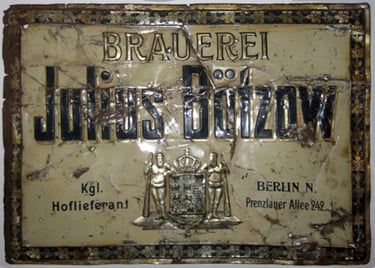 BRAUEREI
Julius Bötzow
Kgl.
Hoflieferant
BERLIN, N.
Prenzlauer Allee 242